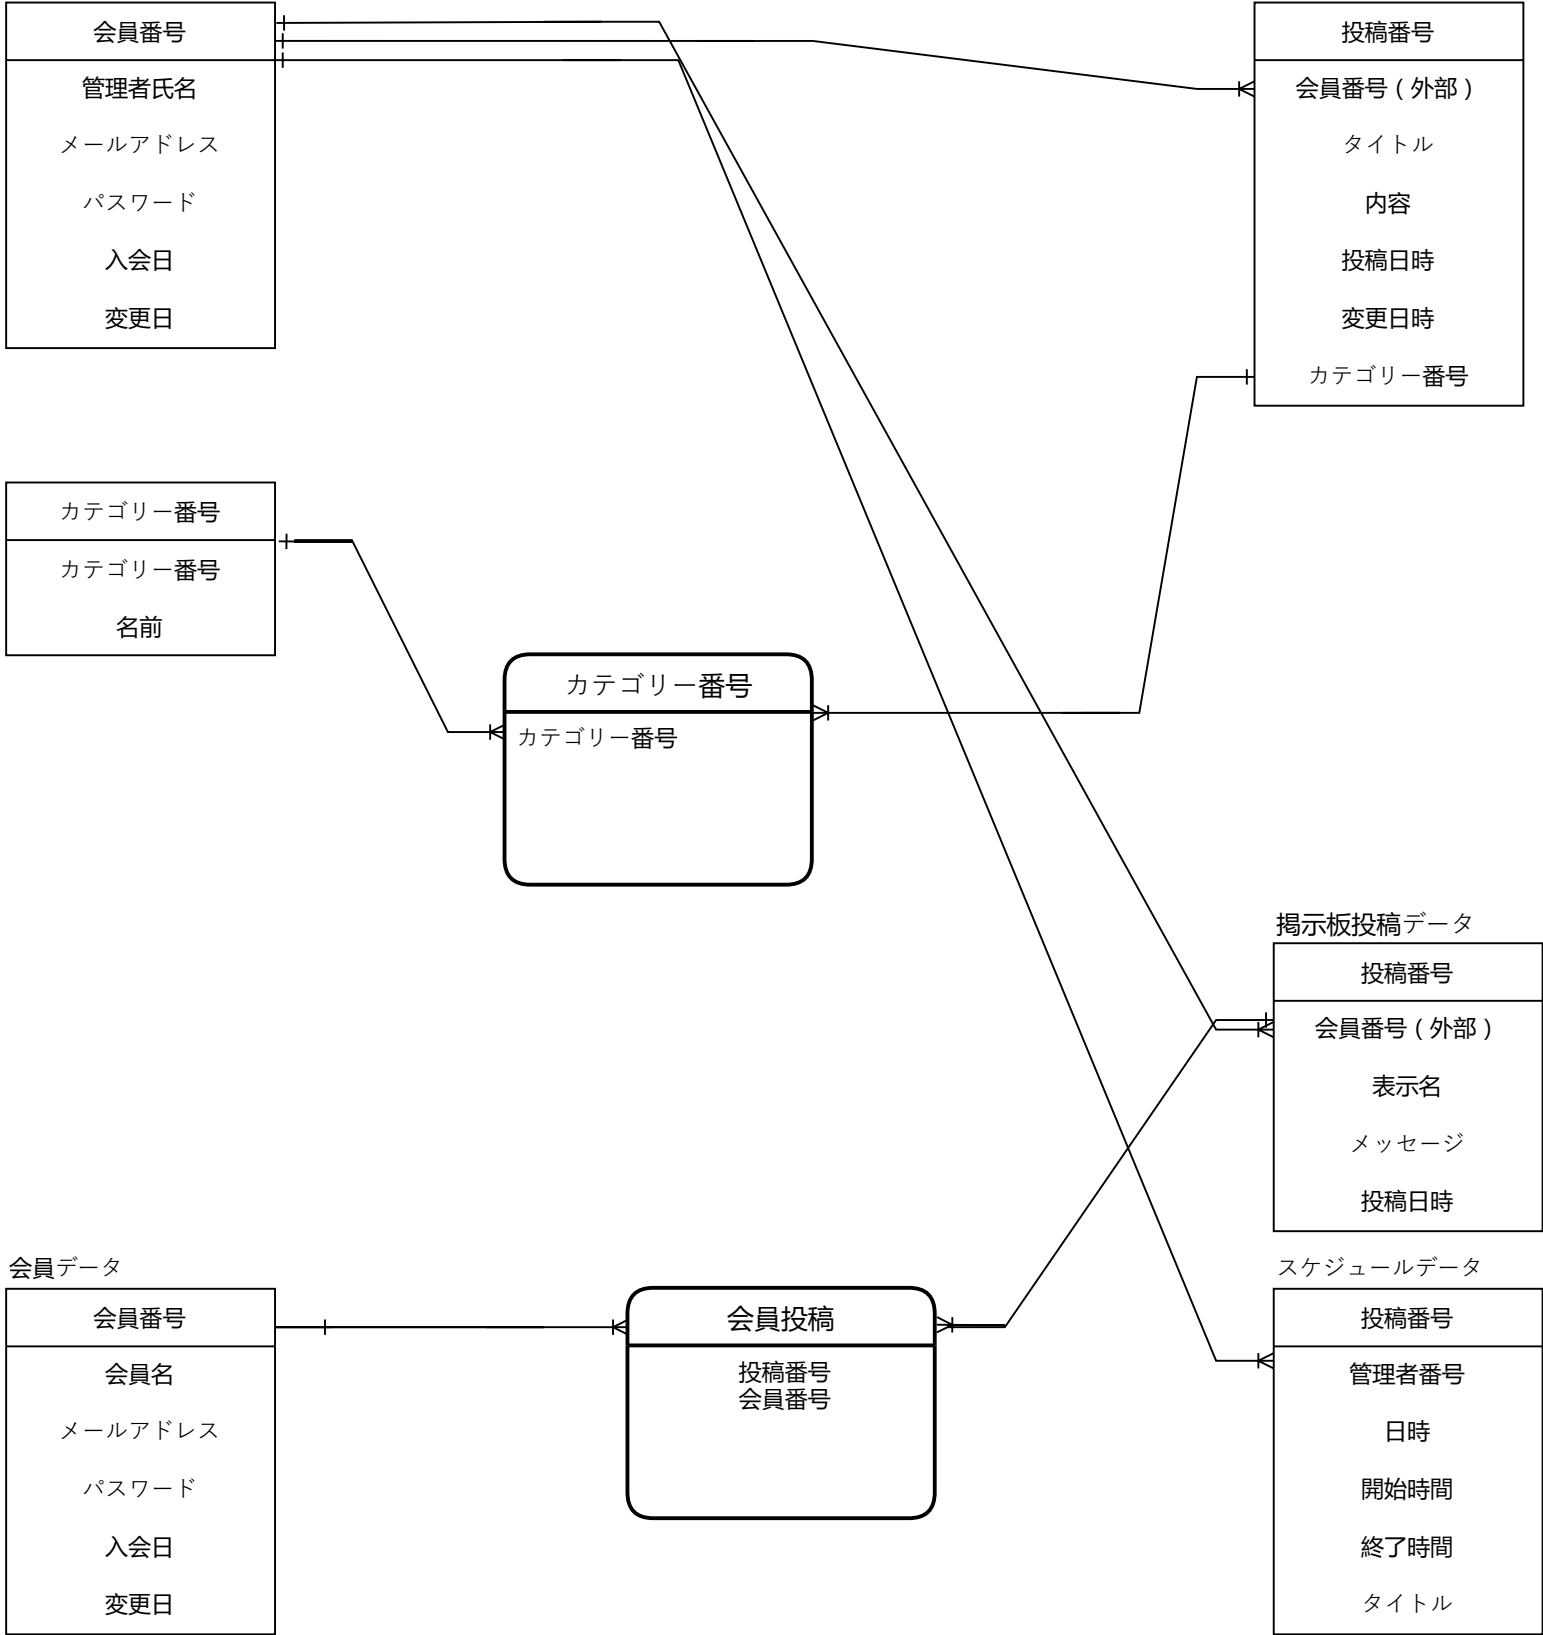 会員番号
管理者氏名
メールアドレス
パスワード
入会日
変更日
投稿番号
会員番号（外部）
タイトル
内容
投稿日時
変更日時
カテゴリー番号
カテゴリー番号
カテゴリー番号
名前
カテゴリー番号
カテゴリー番号
掲示板投稿データ
投稿番号
会員番号（外部）
表示名
メッセージ
投稿日時
会員データ
会員番号
会員名
メールアドレス
パスワード
入会日
変更日
会員投稿
投稿番号
会員番号
スケジュールデータ
投稿番号
管理者番号
日時
開始時間
終了時間
タイトル